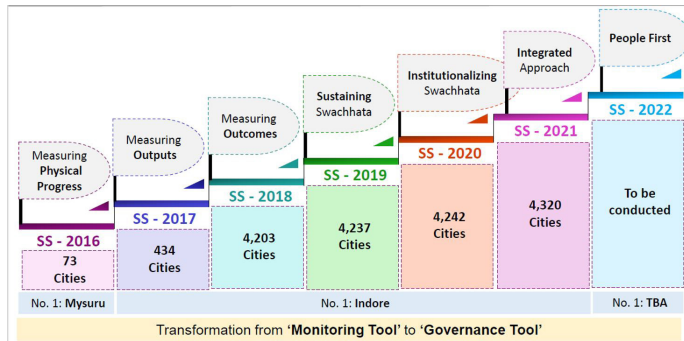 Measuring
Physical
Progress
SS - 2016
73
Cities
Measuring
Outputs
SS - 2017
434
Cities
Measuring
Outcomes
SS - 2018
4,203
Cities
Sustaining
Swachhata
SS - 2019
4,237
Cities
Institutionalizing
Swachhata
SS - 2020
4,242
Cities
Integrated
Approach
SS - 2021
4,320
Cities
People First
SS - 2022
To be
conducted
No. 1: Mysuru
No. 1: Indore
No. 1: TBA
Transformation from ‘Monitoring Tool’ to ‘Governance Tool’